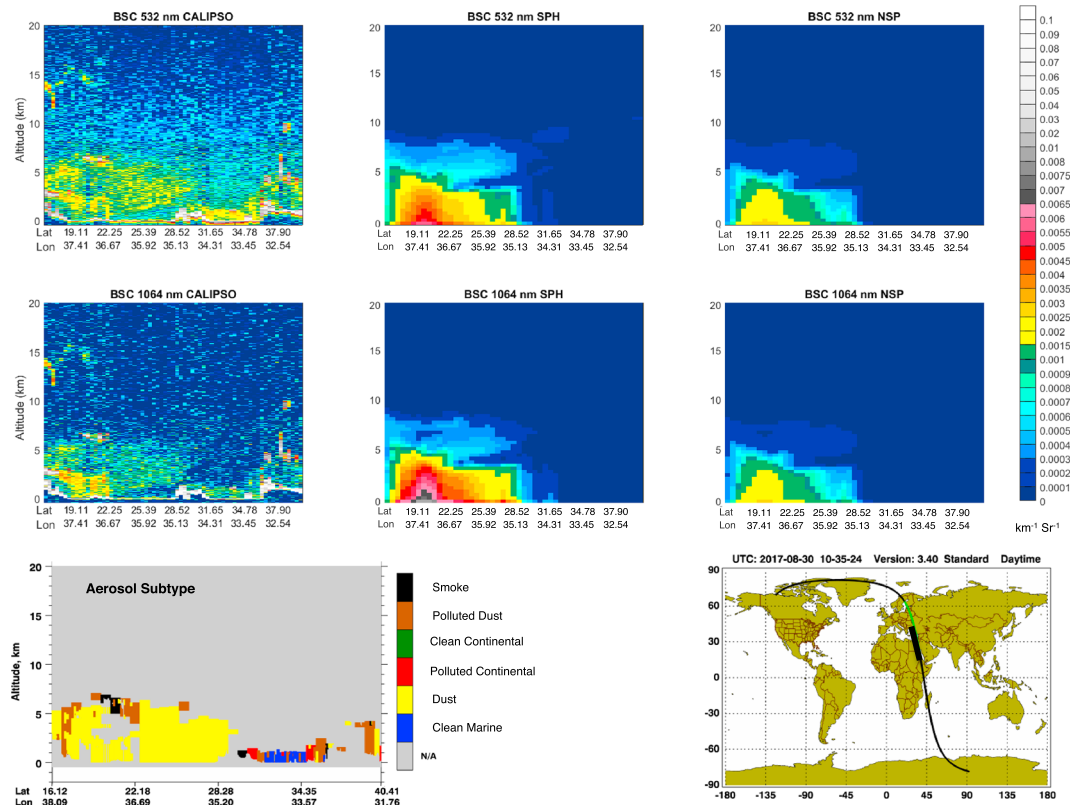 BSC 532 nm CALIPSO
20
15
10
5
0
Altitude (km)
Lat 19.11 22.25 25.39 28.52 31.65 34.78 37.90
Lon 37.41 36.67 35.92 35.13 34.31 33.45 32.54
BSC 532 nm SPH
20
15
10
5
0
Lat 19.11 22.25 25.39 28.52 31.65 34.78 37.90
Lon 37.41 36.67 35.92 35.13 34.31 33.45 32.54
BSC 532 nm NSP
20
15
10
5
0
Lat 19.11 22.25 25.39 28.52 31.65 34.78 37.90
Lon 37.41 36.67 35.92 35.13 34.31 33.45 32.54
0.1
0.09
0.08
0.07
0.06
0.05
0.04
0.03
0.02
0.01
0.008
0.0075
0.0065
0.006
0.0055
0.005
0.0045
0.004
0.0035
0.003
0.0025
0.002
0.0015
0.001
0.0009
0.0008
0.0007
0.0006
0.0005
0.0004
0.0003
0.0002
0.0001
0
km⁻¹ Sr⁻¹
BSC 1064 nm CALIPSO
20
15
10
5
0
Altitude (km)
Lat 19.11 22.25 25.39 28.52 31.65 34.78 37.90
Lon 37.41 36.67 35.92 35.13 34.31 33.45 32.54
BSC 1064 nm SPH
20
15
10
5
0
Lat 19.11 22.25 25.39 28.52 31.65 34.78 37.90
Lon 37.41 36.67 35.92 35.13 34.31 33.45 32.54
BSC 1064 nm NSP
20
15
10
5
0
Lat 19.11 22.25 25.39 28.52 31.65 34.78 37.90
Lon 37.41 36.67 35.92 35.13 34.31 33.45 32.54
Aerosol Subtype
20
15
10
5
0
Altitude, km
Lat 16.12 22.18 28.28 34.35 40.41
Lon 38.09 36.69 35.20 33.57 31.76
Smoke
Polluted Dust
Clean Continental
Polluted Continental
Dust
Clean Marine
N/A
UTC: 2017-08-30 10-35-24 Version: 3.40 Standard Daytime
90
60
30
0
-30
-60
-90
-180 -135 -90 -45 0 45 90 135 180